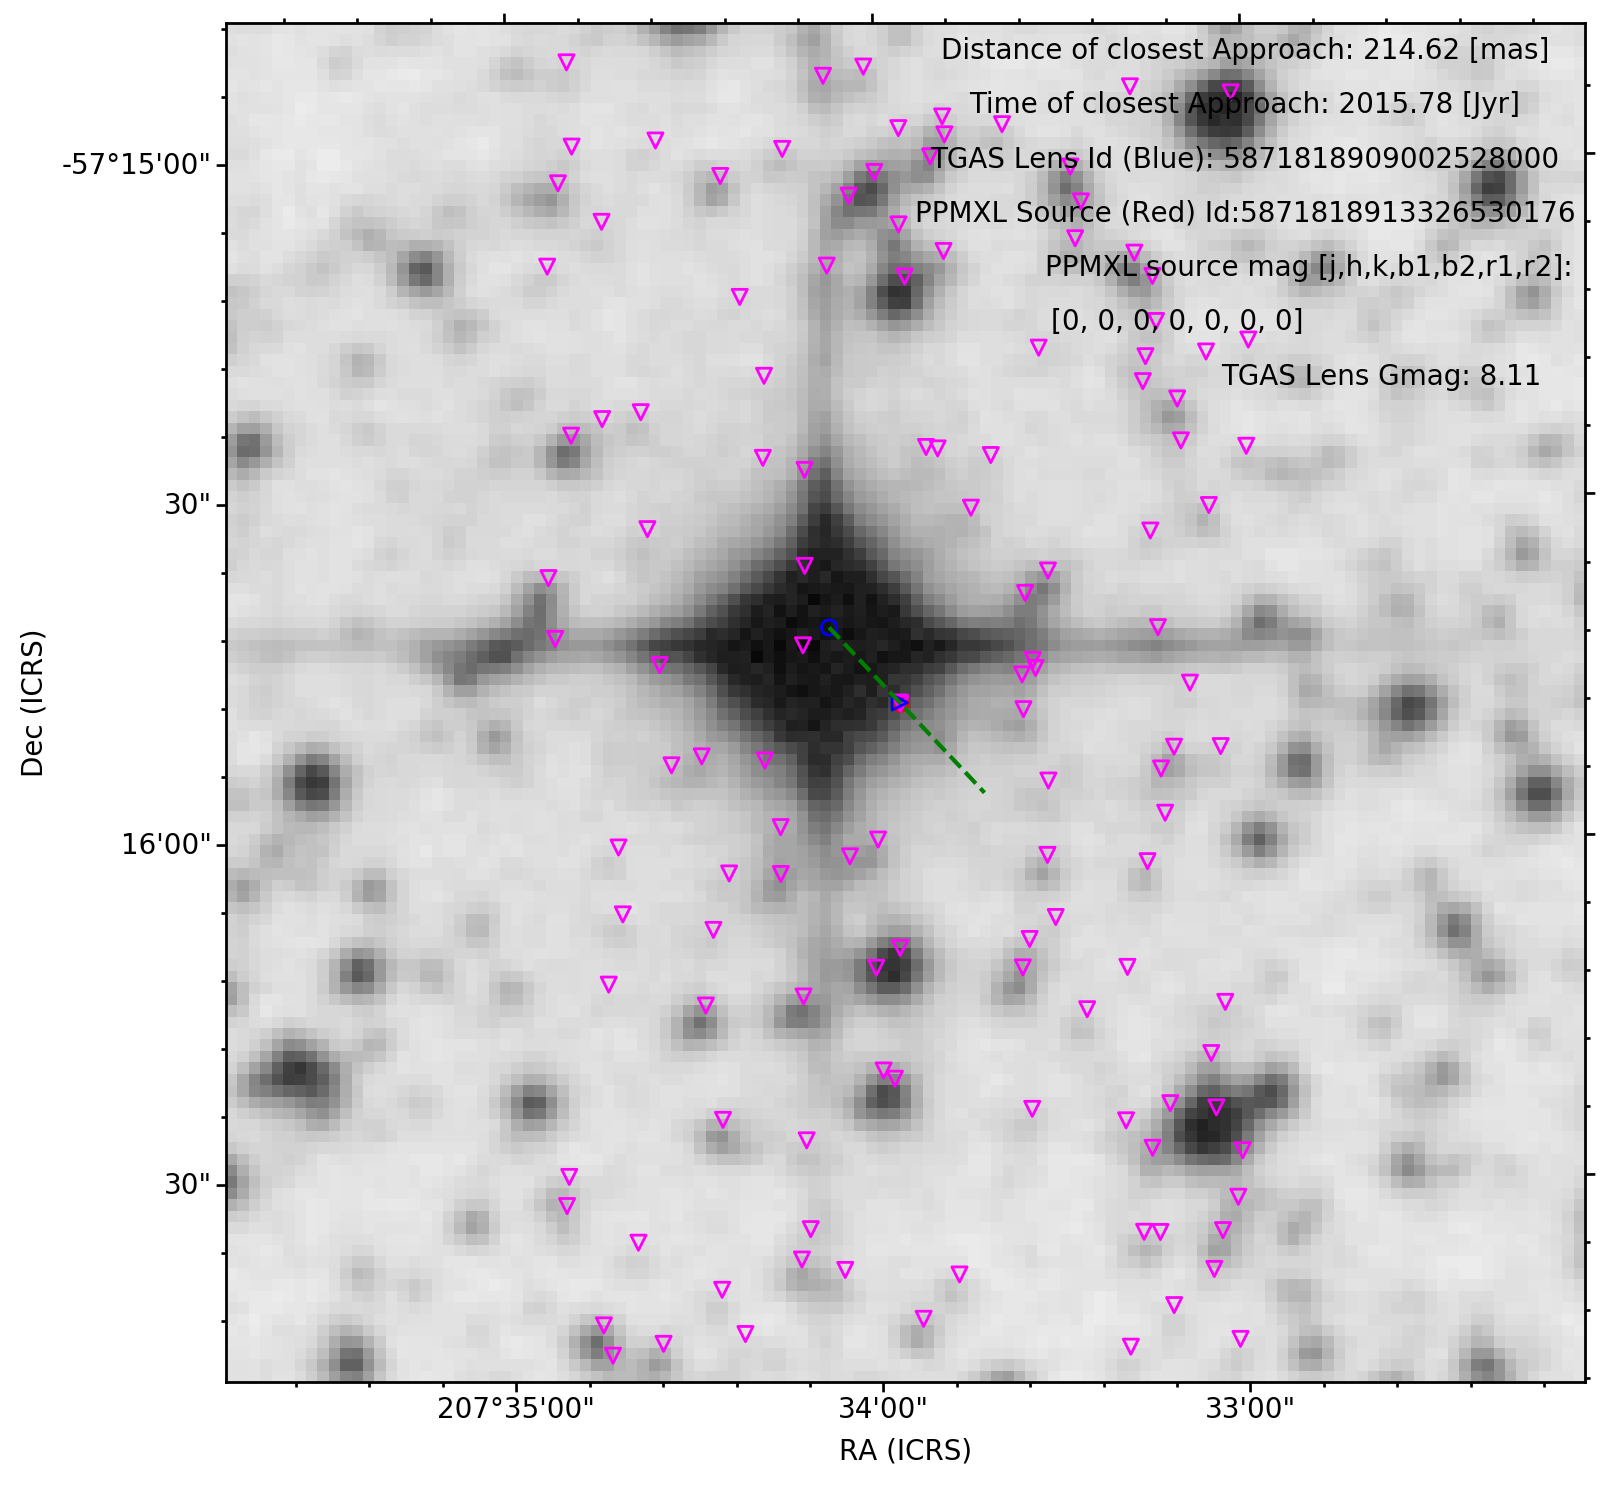 Distance of closest Approach: 214.62 [mas]
Time of closest Approach: 2015.78 [Jyr]
TGAS Lens Id (Blue): 5871818909002528000
PPMXL Source (Red) Id:5871818913326530176
PPMXL source mag [j,h,k,b1,b2,r1,r2]:
[0, 0, 0, 0, 0, 0, 0]
TGAS Lens Gmag: 8.11
-57°15'00"
30"
16'00"
30"
Dec (ICRS)
207°35'00"
34'00"
33'00"
RA (ICRS)